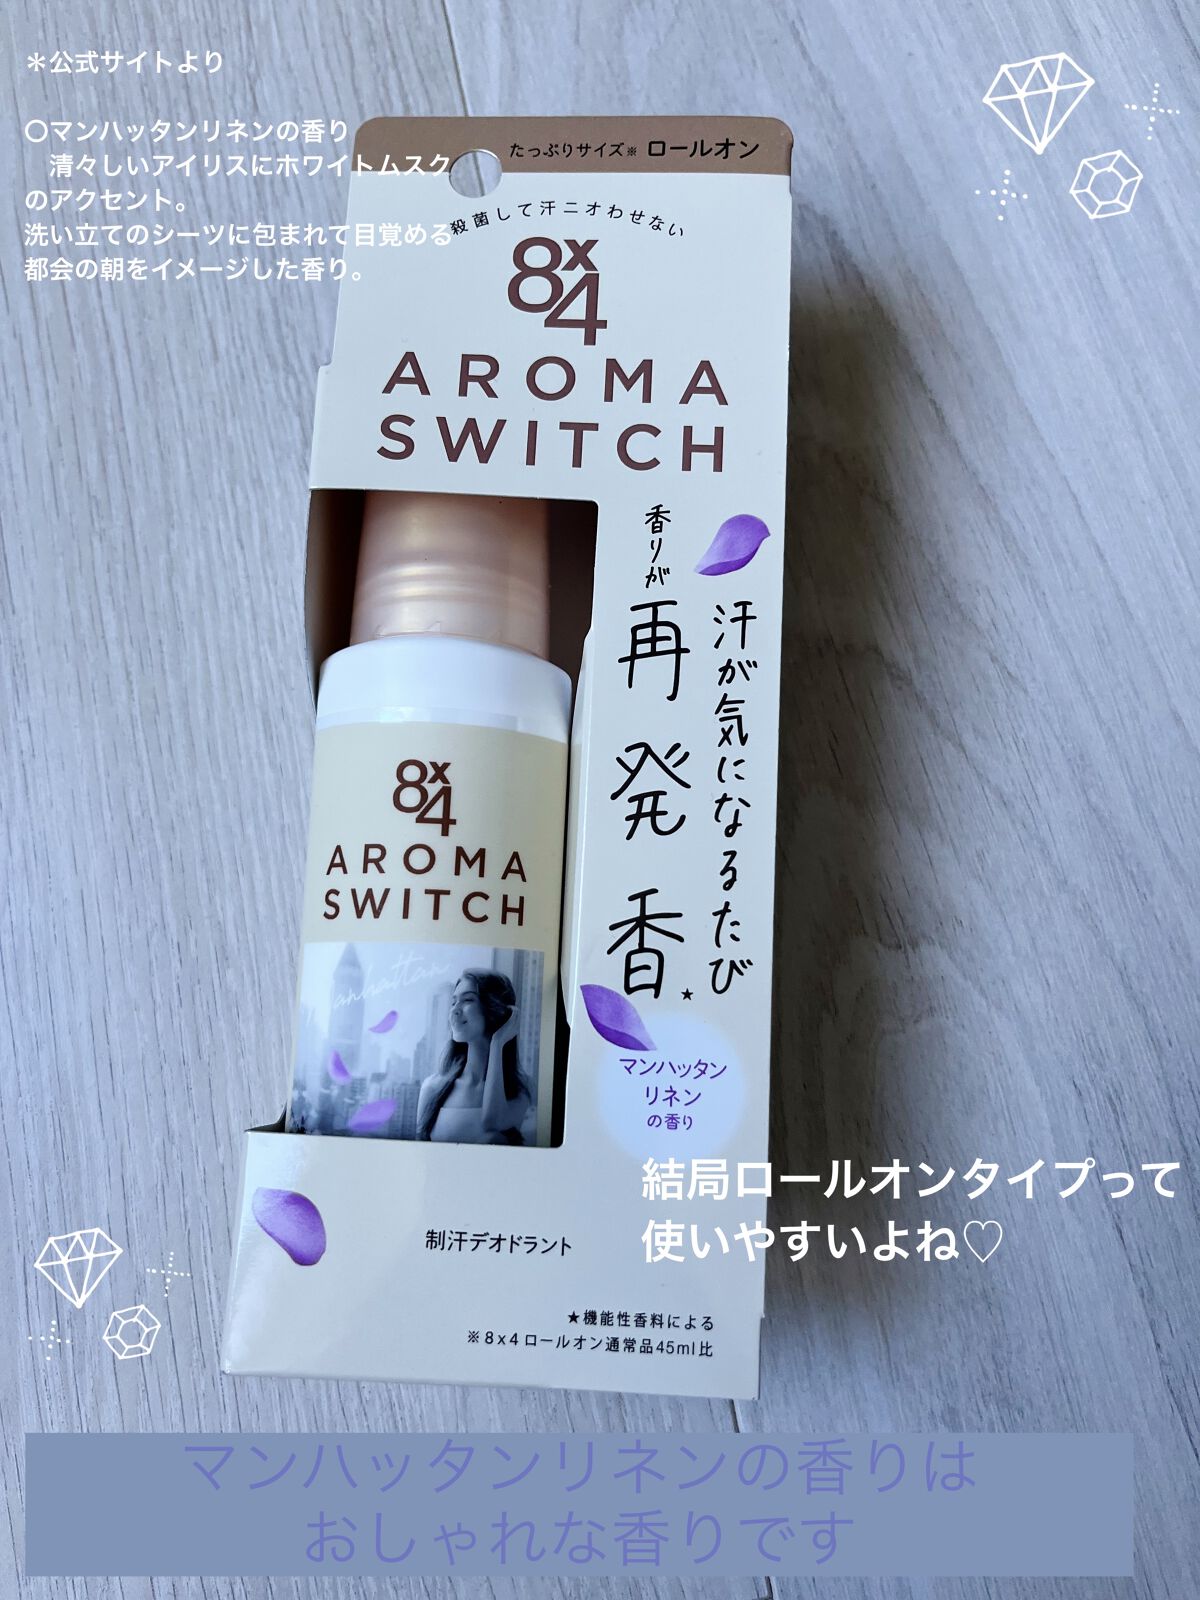 ＊公式サイトより
〇マンハッタンリネンの香り
清々しいアイリスにホワイトムスク
のアクセント。
洗い立てのシーツに包まれて目覚める
都会の朝をイメージした香り。
たっぷりサイズ※ ロールオン
殺菌して汗ニオわせない
8x4
AROMA
SWITCH
汗が気になるたび
香りが再発香★
マンハッタン
リネン
の香り
8x4
AROMA
SWITCH
manhattan
制汗デオドラント
★機能性香料による
※8x4ロールオン通常品45ml比
結局ロールオンタイプって
使いやすいよね♡
マンハッタンリネンの香りは
おしゃれな香りです